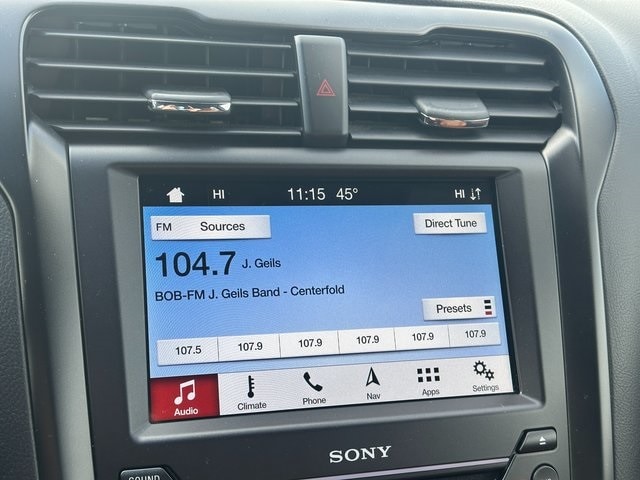 HI 11:15 45° HI
FM Sources Direct Tune
104.7 J. Geils
BOB-FM J. Geils Band - Centerfold
Presets
107.5 107.9 107.9 107.9 107.9 107.9
Audio Climate Phone Nav Apps Settings
SONY
SOUND